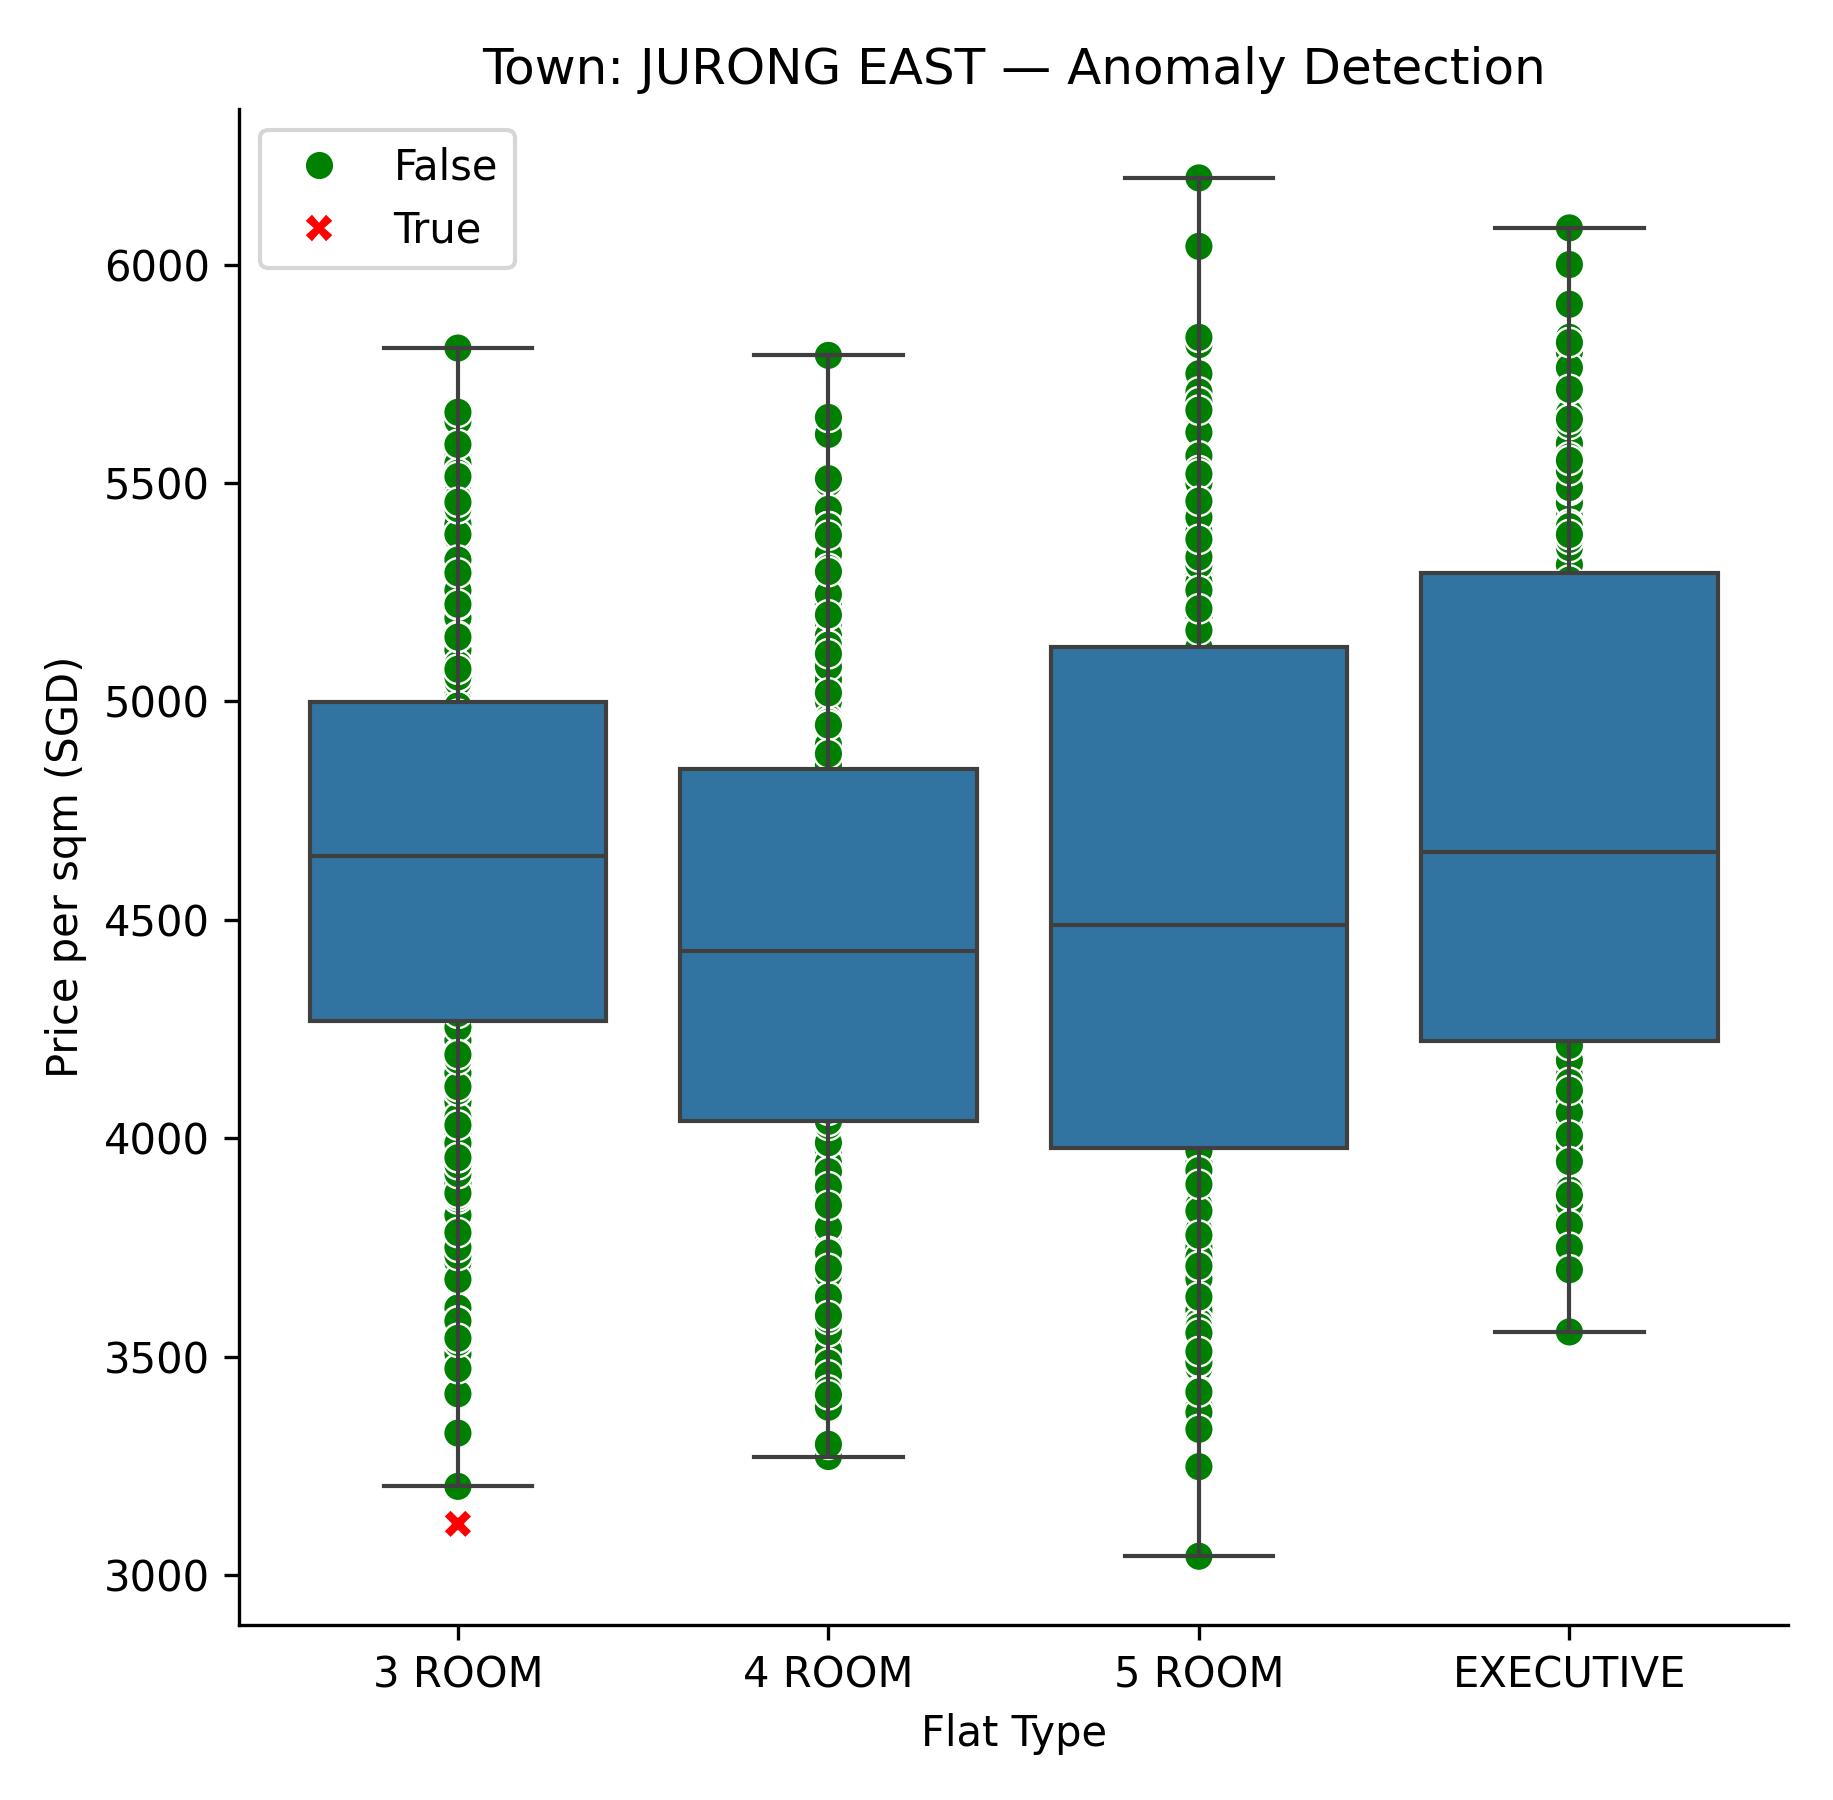 Town: JURONG EAST — Anomaly Detection
False
True
6000
5500
5000
4500
4000
3500
3000
Price per sqm (SGD)
3 ROOM
4 ROOM
5 ROOM
EXECUTIVE
Flat Type